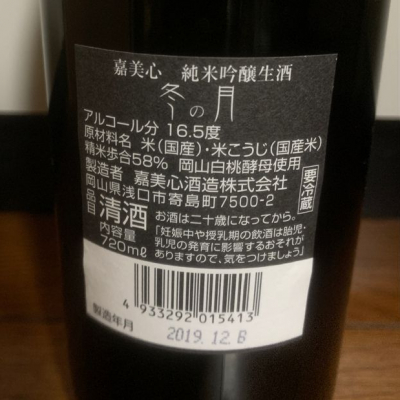 嘉美心 純米吟醸生酒
冬の月
アルコール分 16.5度
原材料名 米(国産)・米こうじ(国産米)
精米歩合58% 岡山白桃酵母使用
製造者 嘉美心酒造株式会社
岡山県浅口市寄島町7500-2
要冷蔵
品目 清酒
内容量 720mℓ
お酒は二十歳になってから。
「妊娠中や授乳期の飲酒は胎児・
乳児の発育に影響するおそれが
ありますので、気をつけましょう」
4 933292 015413
製造年月 2019.12.B